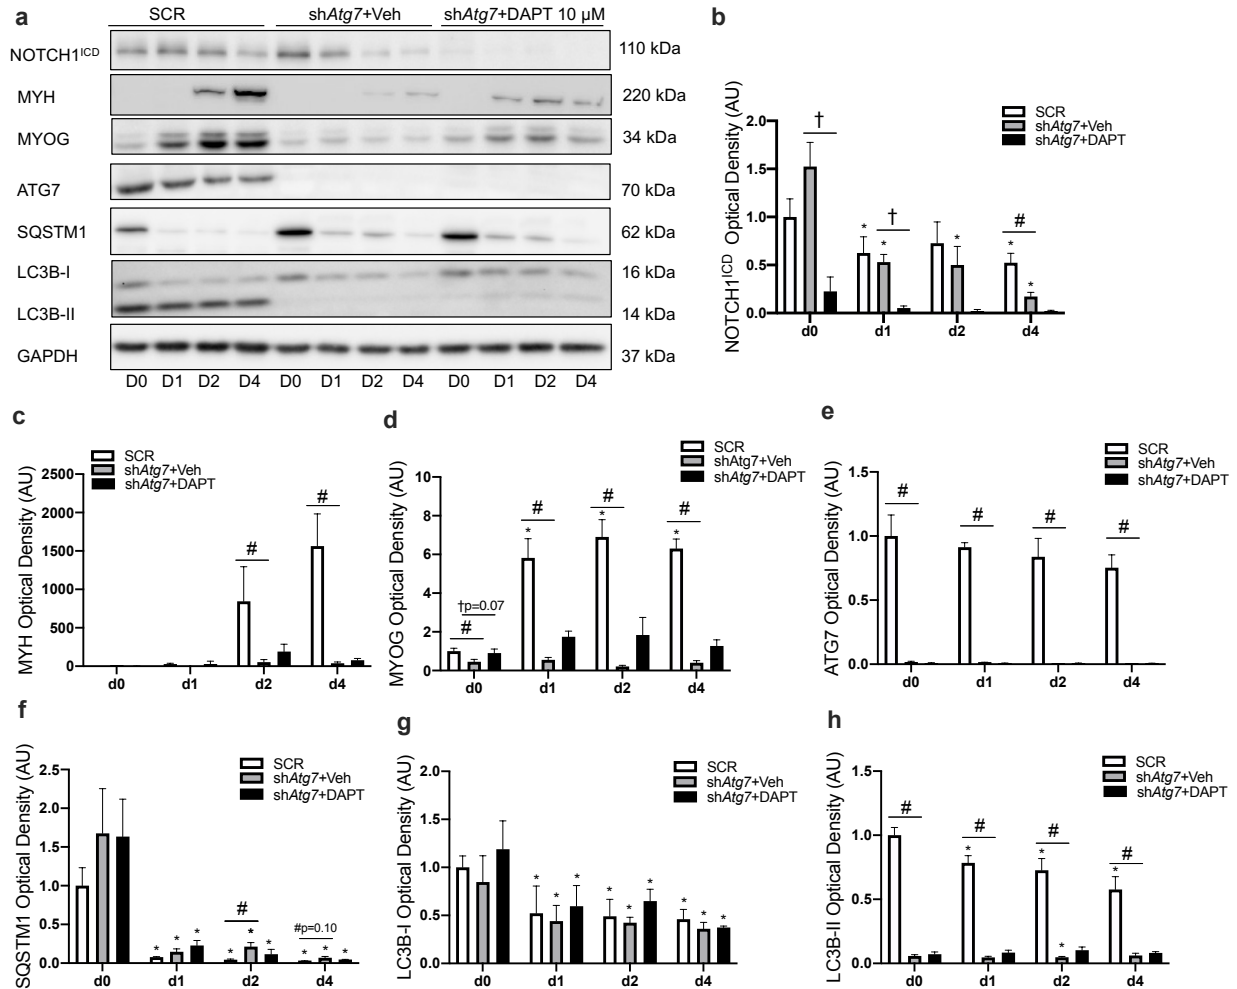 a
SCR
shAtg7+Veh
shAtg7+DAPT 10 µM
NOTCH1ICD
110 kDa
MYH
220 kDa
MYOG
34 kDa
ATG7
70 kDa
SQSTM1
62 kDa
LC3B-I
16 kDa
LC3B-II
14 kDa
GAPDH
37 kDa
D0 D1 D2 D4 D0 D1 D2 D4 D0 D1 D2 D4
b
NOTCH1ICD Optical Density (AU)
SCR
shAtg7+Veh
shAtg7+DAPT
2.0
1.5
1.0
0.5
0.0
†
* * †
*
#
* *
d0 d1 d2 d4
c
MYH Optical Density (AU)
SCR
shAtg7+Veh
shAtg7+DAPT
2500
2000
1500
1000
500
0
#
#
d0 d1 d2 d4
d
MYOG Optical Density (AU)
SCR
shAtg7+Veh
shAtg7+DAPT
10
8
6
4
2
0
†p=0.07
#
#
*
#
*
#
*
d0 d1 d2 d4
e
ATG7 Optical Density (AU)
SCR
shAtg7+Veh
shAtg7+DAPT
1.5
1.0
0.5
0.0
# # # #
d0 d1 d2 d4
f
SQSTM1 Optical Density (AU)
SCR
shAtg7+Veh
shAtg7+DAPT
2.5
2.0
1.5
1.0
0.5
0.0
* * *
#
* * *
#p=0.10
* * *
d0 d1 d2 d4
g
LC3B-I Optical Density (AU)
SCR
shAtg7+Veh
shAtg7+DAPT
2.0
1.5
1.0
0.5
0.0
* * * * * * * * *
d0 d1 d2 d4
h
LC3B-II Optical Density (AU)
SCR
shAtg7+Veh
shAtg7+DAPT
1.5
1.0
0.5
0.0
#
#
*
#
* *
#
*
d0 d1 d2 d4